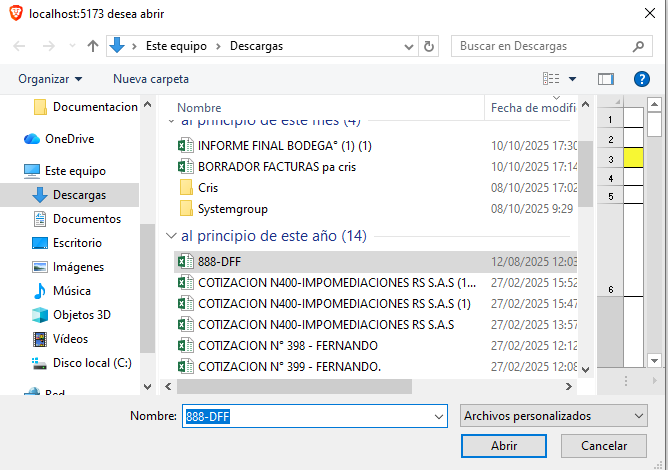 localhost:5173 desea abrir
Este equipo > Descargas
Buscar en Descargas
Organizar
Nueva carpeta
Documentacion
OneDrive
Este equipo
Descargas
Documentos
Escritorio
Imágenes
Música
Objetos 3D
Vídeos
Disco local (C:)
Red
Nombre
Fecha de modifi
al principio de este mes (4)
INFORME FINAL BODEGA° (1) (1) 10/10/2025 17:30
BORRADOR FACTURAS pa cris 10/10/2025 17:14
Cris 08/10/2025 17:02
Systemgroup 08/10/2025 9:29
al principio de este año (14)
888-DFF 12/08/2025 12:03
COTIZACION N400-IMPOMEDIACIONES RS S.A.S (1... 27/02/2025 15:52
COTIZACION N400-IMPOMEDIACIONES RS S.A.S (1) 27/02/2025 15:47
COTIZACION N400-IMPOMEDIACIONES RS S.A.S 27/02/2025 13:57
COTIZACION N° 398 - FERNANDO 27/02/2025 12:12
COTIZACION N° 399 - FERNANDO. 27/02/2025 12:08
1
2
3
4
5
6
Nombre:
888-DFF
Archivos personalizados
Abrir
Cancelar